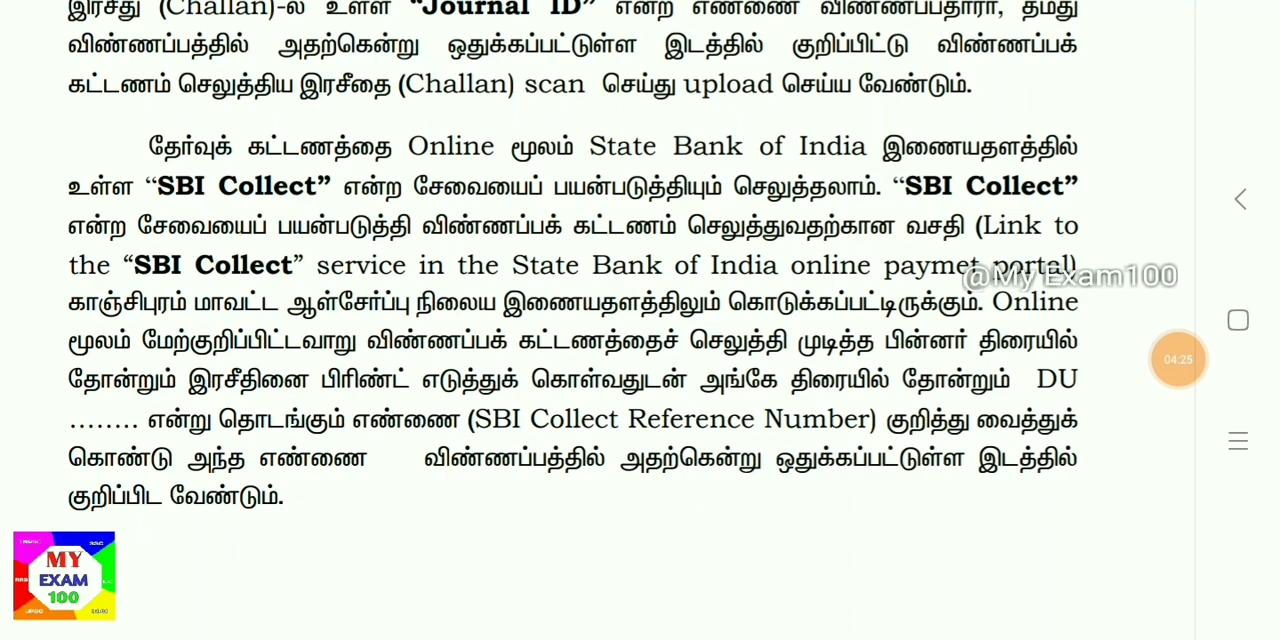 இரசீது (Challan)-ல் உள்ள “Journal ID” என்ற எண்ணை விண்ணப்பதாரர், தமது
விண்ணப்பத்தில் அதற்கென்று ஒதுக்கப்பட்டுள்ள இடத்தில் குறிப்பிட்டு விண்ணப்பக்
கட்டணம் செலுத்திய இரசீதை (Challan) scan செய்து upload செய்ய வேண்டும்.
தேர்வுக் கட்டணத்தை Online மூலம் State Bank of India இணையதளத்தில்
உள்ள “SBI Collect” என்ற சேவையைப் பயன்படுத்தியும் செலுத்தலாம். “SBI Collect”
என்ற சேவையைப் பயன்படுத்தி விண்ணப்பக் கட்டணம் செலுத்துவதற்கான வசதி (Link to
the “SBI Collect” service in the State Bank of India online paymet portal)
@My Exam100
காஞ்சிபுரம் மாவட்ட ஆள்சேர்ப்பு நிலைய இணையதளத்திலும் கொடுக்கப்பட்டிருக்கும். Online
மூலம் மேற்குறிப்பிட்டவாறு விண்ணப்பக் கட்டணத்தைச் செலுத்தி முடித்த பின்னர் திரையில்
04:25
தோன்றும் இரசீதினை பிரிண்ட் எடுத்துக் கொள்வதுடன் அங்கே திரையில் தோன்றும் DU
........ என்று தொடங்கும் எண்ணை (SBI Collect Reference Number) குறித்து வைத்துக்
கொண்டு அந்த எண்ணை விண்ணப்பத்தில் அதற்கென்று ஒதுக்கப்பட்டுள்ள இடத்தில்
குறிப்பிட வேண்டும்.
SSC
MY
EXAM
100